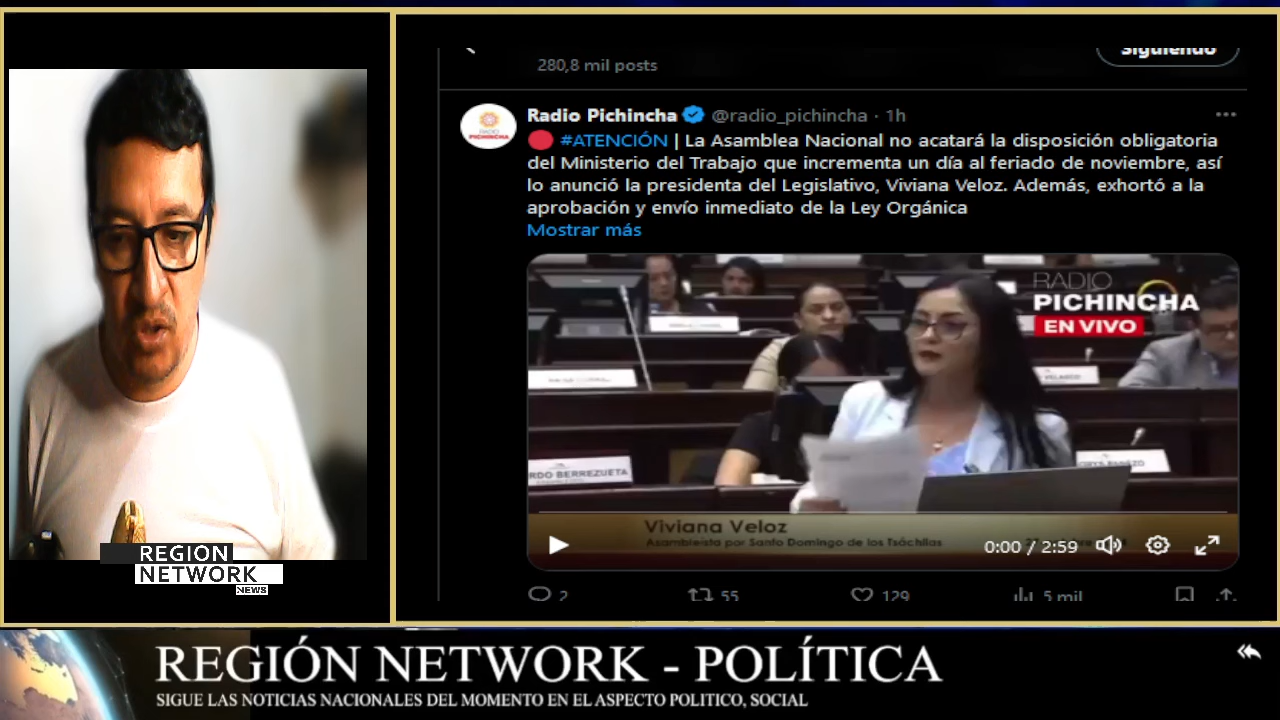 Siguiendo
280,8 mil posts
Radio Pichincha @radio_pichincha · 1h
#ATENCIÓN | La Asamblea Nacional no acatará la disposición obligatoria
del Ministerio del Trabajo que incrementa un día al feriado de noviembre, así
lo anunció la presidenta del Legislativo, Viviana Veloz. Además, exhortó a la
aprobación y envío inmediato de la Ley Orgánica
Mostrar más
RADIO
PICHINCHA
EN VIVO
VELASCO
RDO BERREZUETA
Viviana Veloz
Asambleísta por Santo Domingo de los Tsáchilas
0:00 / 2:59
2
55
129
5 mil
REGION
NETWORK
NEWS
REGIÓN NETWORK - POLÍTICA
SIGUE LAS NOTICIAS NACIONALES DEL MOMENTO EN EL ASPECTO POLITICO, SOCIAL